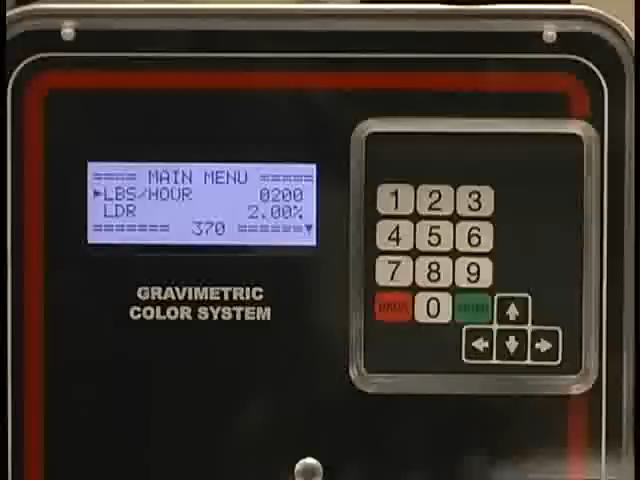 ==== MAIN MENU =====
►LBS/HOUR 0200
LDR 2.00%
======= 370 ======▼
GRAVIMETRIC
COLOR SYSTEM
1 2 3
4 5 6
7 8 9
0